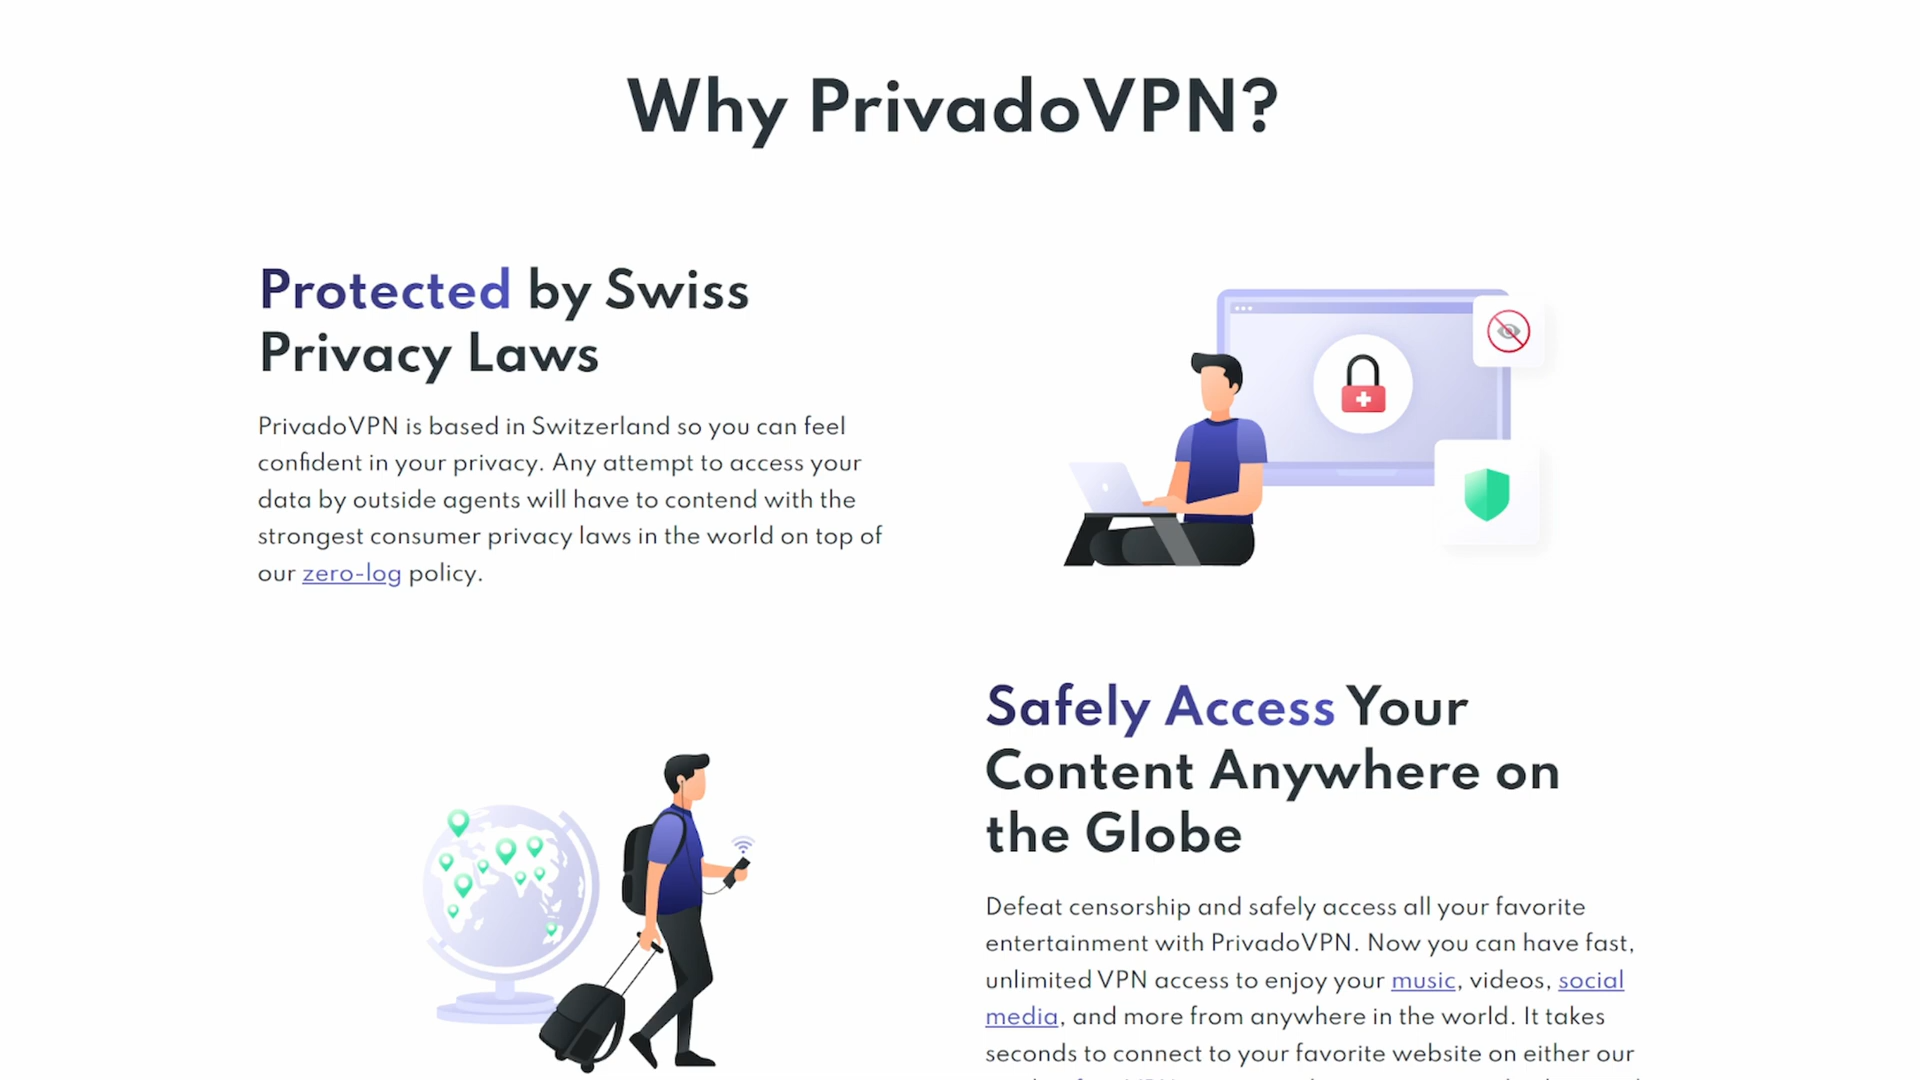 Why PrivadoVPN?
Protected by Swiss
Privacy Laws
PrivadoVPN is based in Switzerland so you can feel
confident in your privacy. Any attempt to access your
data by outside agents will have to contend with the
strongest consumer privacy laws in the world on top of
our zero-log policy.
Safely Access Your
Content Anywhere on
the Globe
Defeat censorship and safely access all your favorite
entertainment with PrivadoVPN. Now you can have fast,
unlimited VPN access to enjoy your music, videos, social
media, and more from anywhere in the world. It takes
seconds to connect to your favorite website on either our